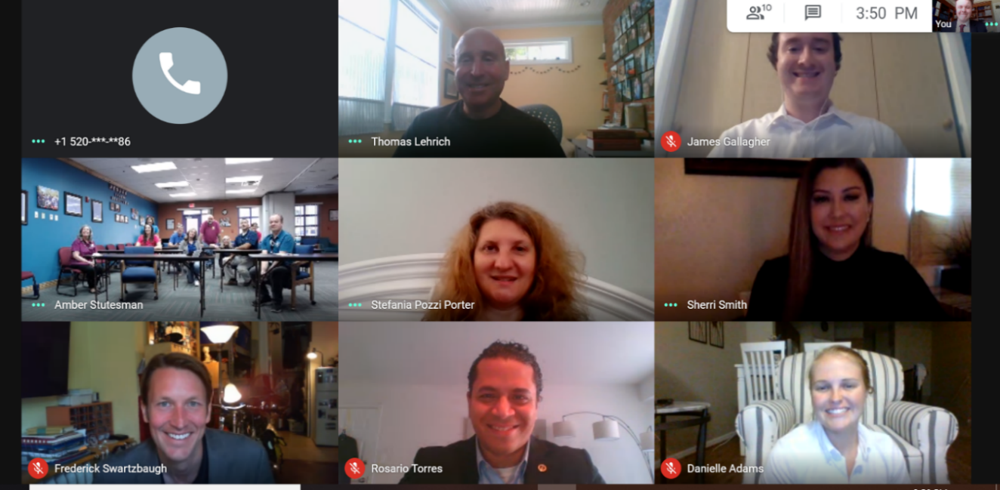 10
3:50 PM
You
+1 520-***-**86
Thomas Lehrich
James Gallagher
Amber Stutesman
Stefania Pozzi Porter
Sherri Smith
Frederick Swartzbaugh
Rosario Torres
Danielle Adams